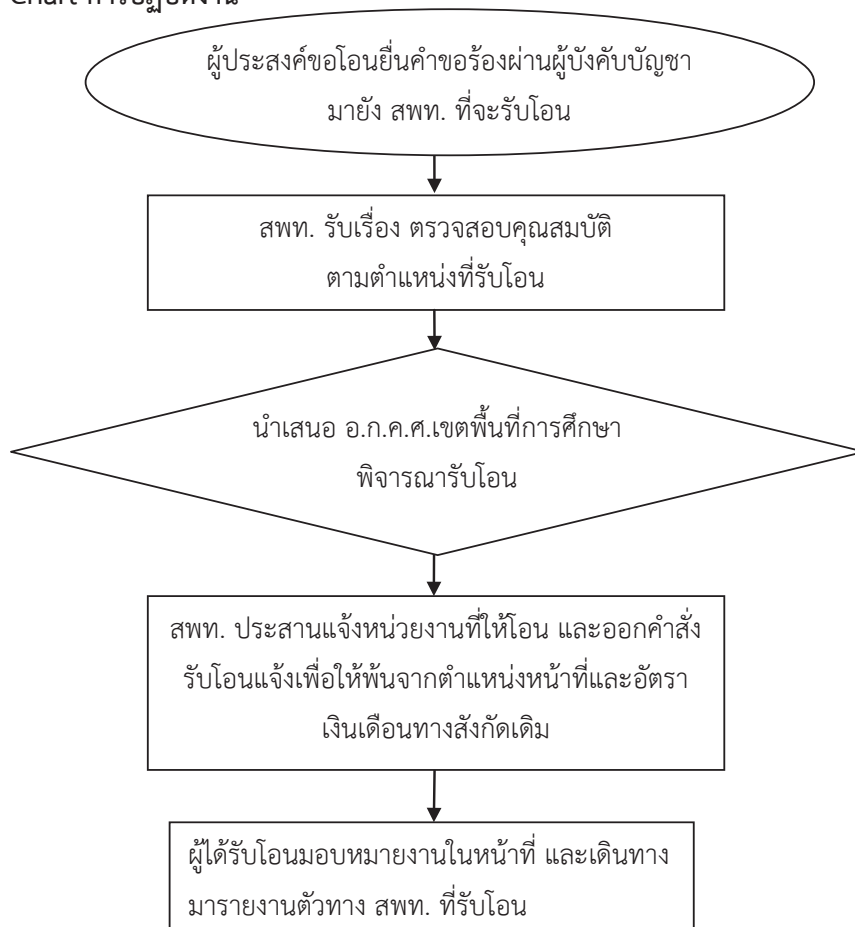 Chart การปฏิบัติงาน
ผู้ประสงค์ขอโอนยื่นคำขอร้องผ่านผู้บังคับบัญชา
มายัง สพท. ที่จะรับโอน
สพท. รับเรื่อง ตรวจสอบคุณสมบัติ
ตามตำแหน่งที่รับโอน
นำเสนอ อ.ก.ค.ศ.เขตพื้นที่การศึกษา
พิจารณารับโอน
สพท. ประสานแจ้งหน่วยงานที่ให้โอน และออกคำสั่ง
รับโอนแจ้งเพื่อให้พ้นจากตำแหน่งหน้าที่และอัตรา
เงินเดือนทางสังกัดเดิม
ผู้ได้รับโอนมอบหมายงานในหน้าที่ และเดินทาง
มารายงานตัวทาง สพท. ที่รับโอน